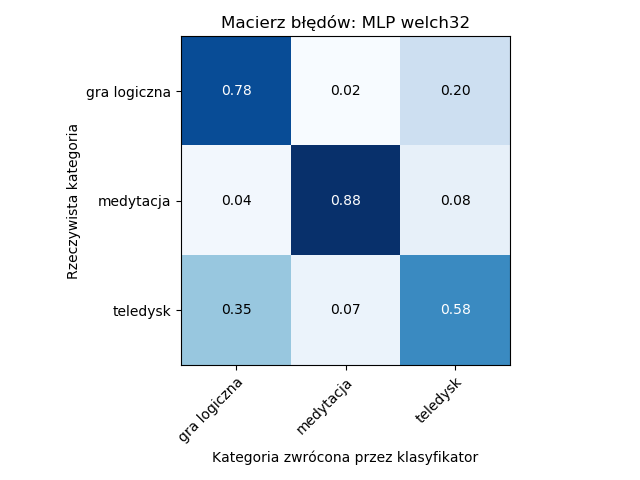 Macierz błędów: MLP welch32
Rzeczywista kategoria
gra logiczna
0.78
0.02
0.20
medytacja
0.04
0.88
0.08
teledysk
0.35
0.07
0.58
gra logiczna
medytacja
teledysk
Kategoria zwrócona przez klasyfikator